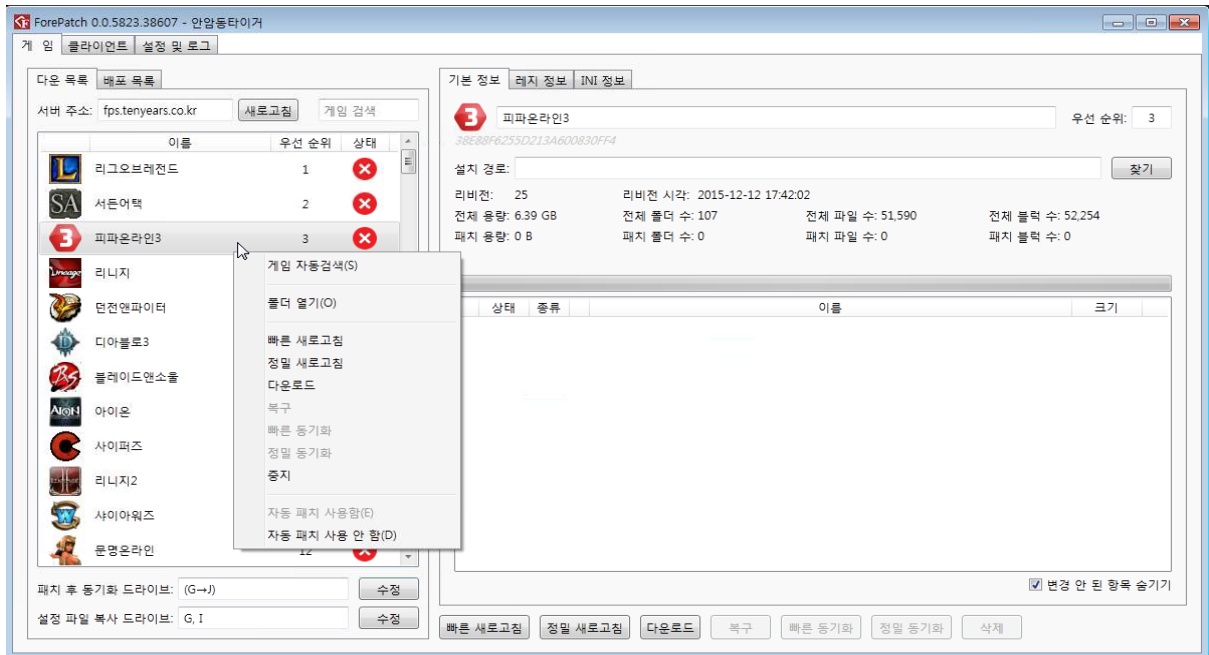 ForePatch 0.0.5823.38607 - 안암동타이거
게 임 클라이언트 설정 및 로그
다운 목록 배포 목록
서버 주소: fps.tenyears.co.kr 새로고침 게임 검색
이름 우선 순위 상태
리그오브레전드 1
SA 서든어택 2
3 피파온라인3 3
Lineage 리니지
던전앤파이터
디아블로3
BS 블레이드앤소울
AION 아이온
사이퍼즈
리니지2
샤이아워즈
문명온라인 12
게임 자동검색(S)
폴더 열기(O)
빠른 새로고침
정밀 새로고침
다운로드
복구
빠른 동기화
정밀 동기화
중지
자동 패치 사용함(E)
자동 패치 사용 안 함(D)
패치 후 동기화 드라이브: (G→J) 수정
설정 파일 복사 드라이브: G, I 수정
기본 정보 레지 정보 INI 정보
3 피파온라인3 우선 순위: 3
38E88F6255D213A600830FF4
설치 경로: 찾기
리비전: 25 리비전 시각: 2015-12-12 17:42:02
전체 용량: 6.39 GB 전체 폴더 수: 107 전체 파일 수: 51,590 전체 블럭 수: 52,254
패치 용량: 0 B 패치 폴더 수: 0 패치 파일 수: 0 패치 블럭 수: 0
상태 종류 이름 크기
변경 안 된 항목 숨기기
빠른 새로고침 정밀 새로고침 다운로드 복구 빠른 동기화 정밀 동기화 삭제